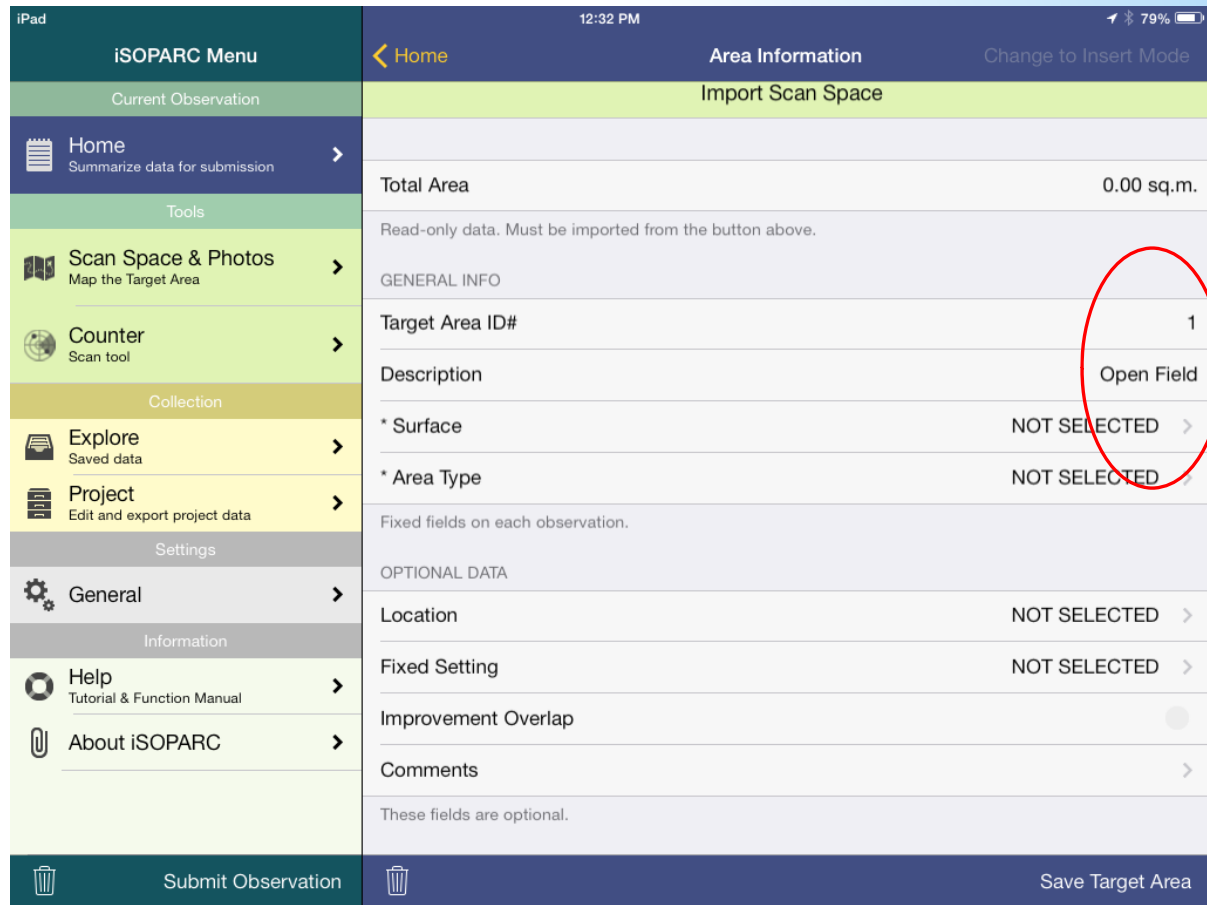 iPad
12:32 PM
79%
iSOPARC Menu
Current Observation
Home
Summarize data for submission
Tools
Scan Space & Photos
Map the Target Area
Counter
Scan tool
Collection
Explore
Saved data
Project
Edit and export project data
Settings
General
Information
Help
Tutorial & Function Manual
About iSOPARC
Submit Observation
Home
Area Information
Change to Insert Mode
Import Scan Space
Total Area 0.00 sq.m.
Read-only data. Must be imported from the button above.
GENERAL INFO
Target Area ID# 1
Description Open Field
* Surface NOT SELECTED
* Area Type NOT SELECTED
Fixed fields on each observation.
OPTIONAL DATA
Location NOT SELECTED
Fixed Setting NOT SELECTED
Improvement Overlap
Comments
These fields are optional.
Save Target Area